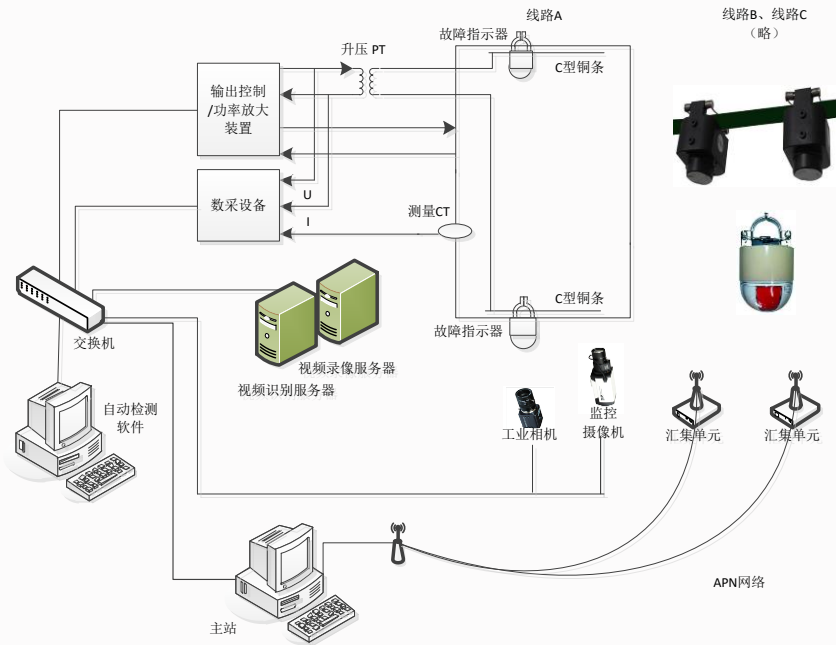 线路A
线路B、线路C
（略）
故障指示器
升压 PT
C型铜条
输出控制
/功率放大
装置
数采设备
U
I
测量CT
C型铜条
故障指示器
交换机
视频录像服务器
视频识别服务器
自动检测
软件
工业相机
监控
摄像机
汇集单元
汇集单元
APN网络
主站